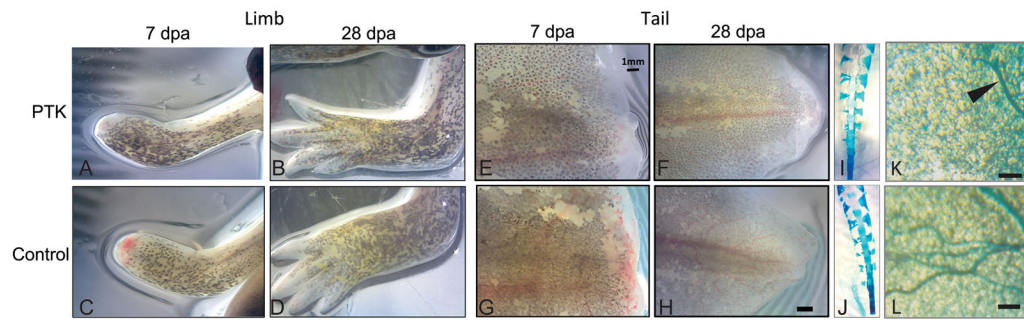 Limb Tail
7 dpa 28 dpa 7 dpa 28 dpa
1mm
PTK
A B E F I K
Control
C D G H J L